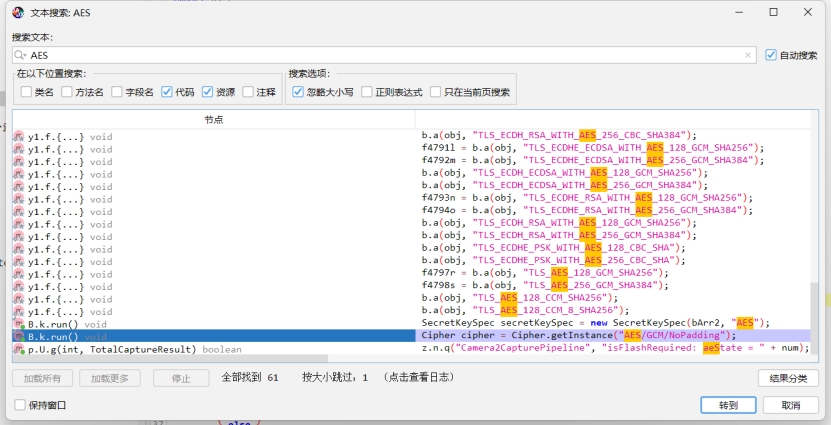 文本搜索: AES
搜索文本:
AES
自动搜索
在以下位置搜索:
类名 方法名 字段名 代码 资源 注释
搜索选项:
忽略大小写 正则表达式 只在当前页搜索
节点
y1.f.{...} void b.a(obj, "TLS_ECDH_RSA_WITH_AES_256_CBC_SHA384");
y1.f.{...} void f4791l = b.a(obj, "TLS_ECDHE_ECDSA_WITH_AES_128_GCM_SHA256");
y1.f.{...} void f4792m = b.a(obj, "TLS_ECDHE_ECDSA_WITH_AES_256_GCM_SHA384");
y1.f.{...} void b.a(obj, "TLS_ECDH_ECDSA_WITH_AES_128_GCM_SHA256");
y1.f.{...} void b.a(obj, "TLS_ECDH_ECDSA_WITH_AES_256_GCM_SHA384");
y1.f.{...} void f4793n = b.a(obj, "TLS_ECDHE_RSA_WITH_AES_128_GCM_SHA256");
y1.f.{...} void f4794o = b.a(obj, "TLS_ECDHE_RSA_WITH_AES_256_GCM_SHA384");
y1.f.{...} void b.a(obj, "TLS_ECDH_RSA_WITH_AES_128_GCM_SHA256");
y1.f.{...} void b.a(obj, "TLS_ECDH_RSA_WITH_AES_256_GCM_SHA384");
y1.f.{...} void b.a(obj, "TLS_ECDHE_PSK_WITH_AES_128_CBC_SHA");
y1.f.{...} void b.a(obj, "TLS_ECDHE_PSK_WITH_AES_256_CBC_SHA");
y1.f.{...} void f4797r = b.a(obj, "TLS_AES_128_GCM_SHA256");
y1.f.{...} void f4798s = b.a(obj, "TLS_AES_256_GCM_SHA384");
y1.f.{...} void b.a(obj, "TLS_AES_128_CCM_SHA256");
y1.f.{...} void b.a(obj, "TLS_AES_128_CCM_8_SHA256");
B.k.run() void SecretKeySpec secretKeySpec = new SecretKeySpec(bArr2, "AES");
B.k.run() void Cipher cipher = Cipher.getInstance("AES/GCM/NoPadding");
p.U.g(int, TotalCaptureResult) boolean z.n.q("Camera2CapturePipeline", "isFlashRequired: aeState = " + num);
加载所有 加载更多 停止 全部找到 61 按大小跳过: 1 （点击查看日志） 结果分类
保持窗口 转到 取消
37 } else {